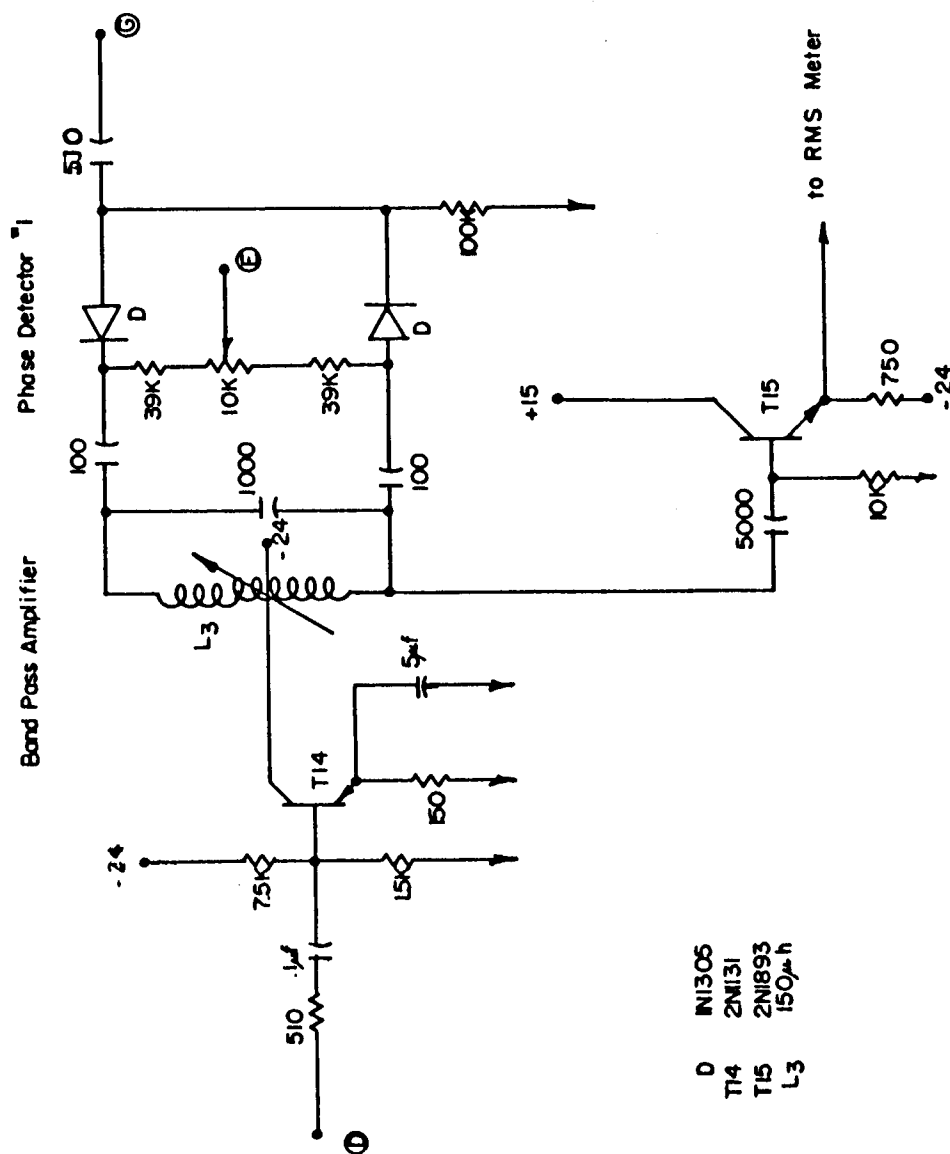 Band Pass Amplifier
Phase Detector #1
100
510
G
D
39K
-24
1000
10K
E
L3
39K
-24
7.5K
T14
D
.1μf
100
510
D
1.5K
150
5μf
100K
+15
T15
5000
to RMS Meter
10K
750
-24
D 1N1305
T14 2N1131
T15 2N1893
L3 150μh